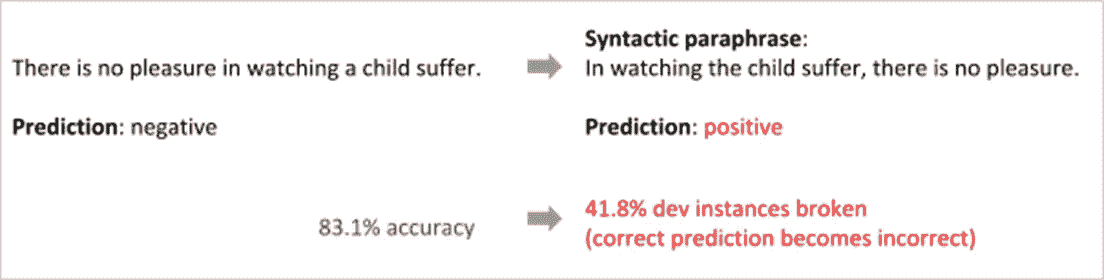 There is no pleasure in watching a child suffer.
Prediction: negative
Syntactic paraphrase:
In watching the child suffer, there is no pleasure.
Prediction: positive
83.1% accuracy
41.8% dev instances broken
(correct prediction becomes incorrect)